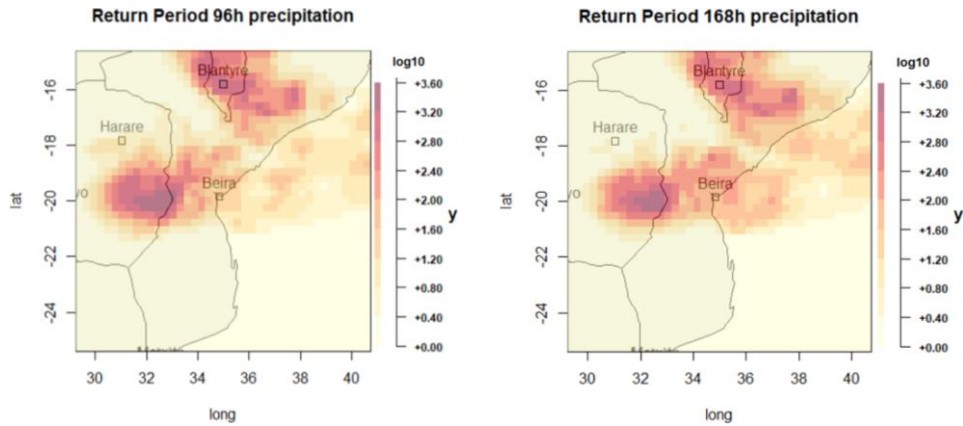 Return Period 96h precipitation
log10
Blantyre
Harare
Beira
yo
-16
-18
-20
-22
-24
lat
30
32
34
36
38
40
long
+3.60
+3.20
+2.80
+2.40
+2.00
+1.60
+1.20
+0.80
+0.40
+0.00
y
Return Period 168h precipitation
log10
Blantyre
Harare
Beira
yo
-16
-18
-20
-22
-24
lat
30
32
34
36
38
40
long
+3.60
+3.20
+2.80
+2.40
+2.00
+1.60
+1.20
+0.80
+0.40
+0.00
y